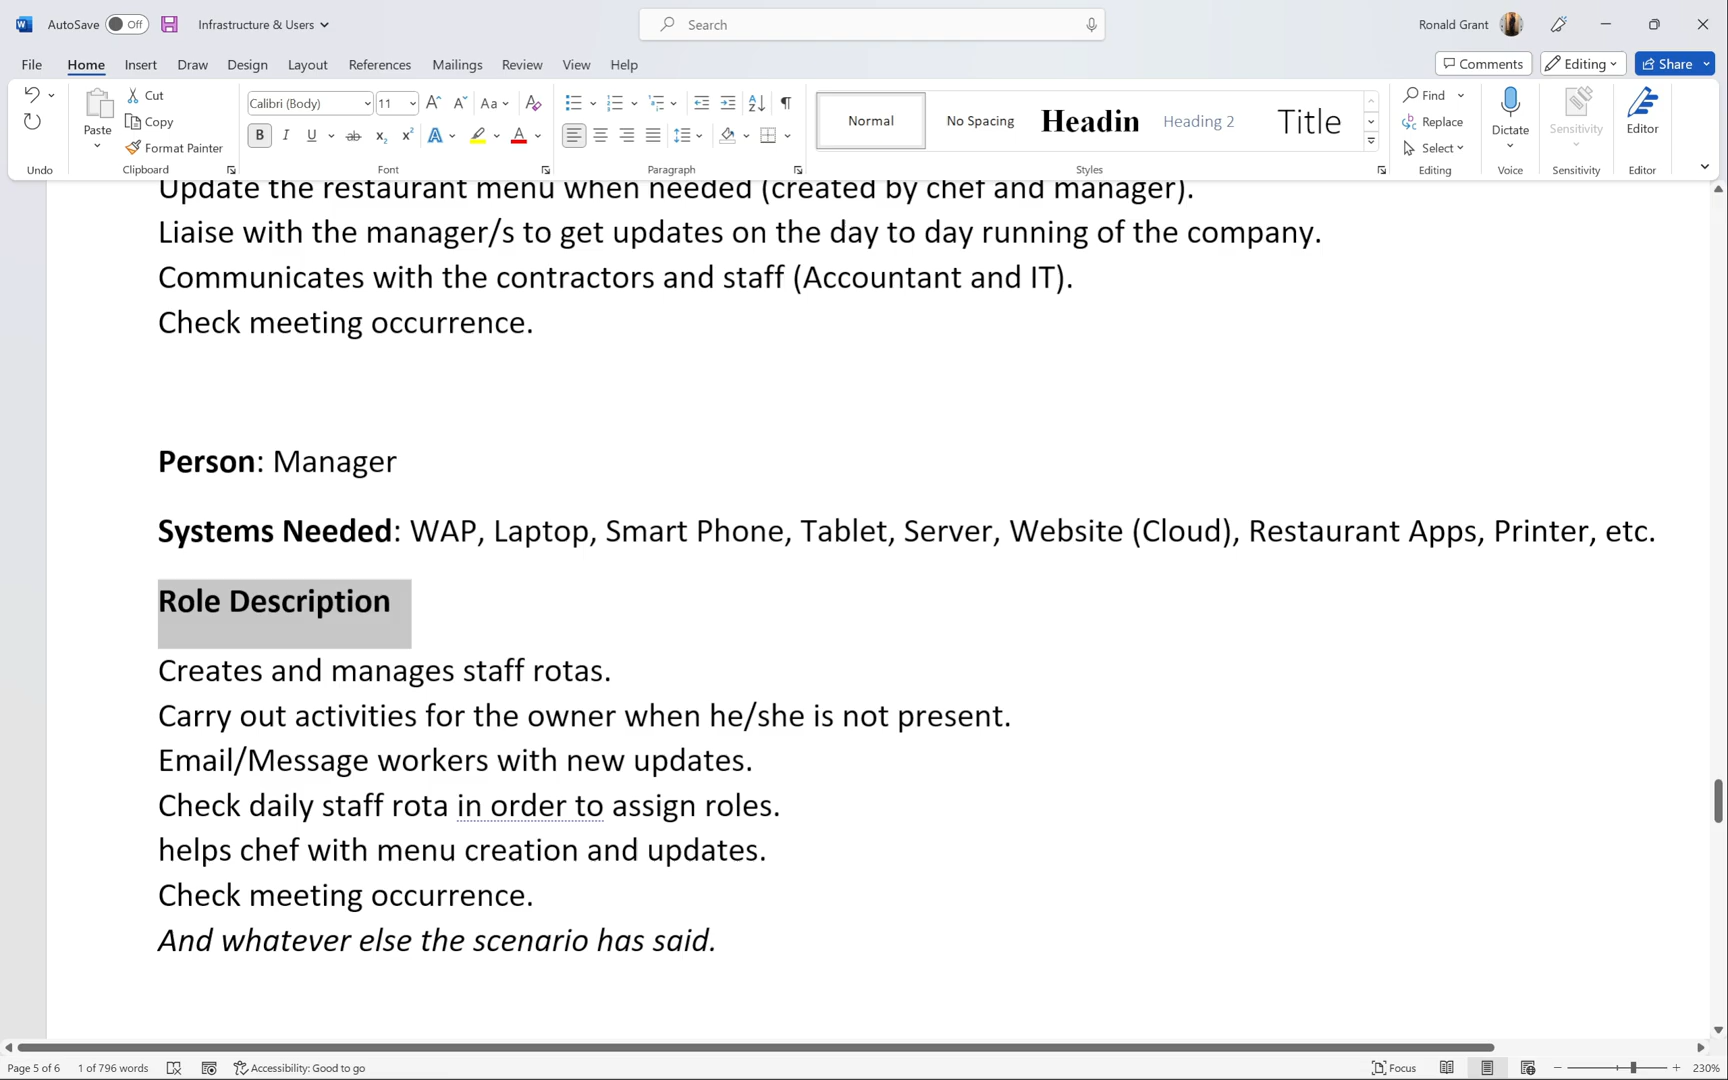 AutoSave Off Infrastructure & Users Search Ronald Grant
File Home Insert Draw Design Layout References Mailings Review View Help Comments Editing Share
Paste Cut Copy Format Painter Calibri (Body) 11 Aa B I U ab x₂ x² A A Normal No Spacing Headin Heading 2 Title Find Replace Select Dictate Sensitivity Editor
Undo Clipboard Font Paragraph Styles Editing Voice Sensitivity Editor
Update the restaurant menu when needed (created by chef and manager).
Liaise with the manager/s to get updates on the day to day running of the company.
Communicates with the contractors and staff (Accountant and IT).
Check meeting occurrence.
Person: Manager
Systems Needed: WAP, Laptop, Smart Phone, Tablet, Server, Website (Cloud), Restaurant Apps, Printer, etc.
Role Description
Creates and manages staff rotas.
Carry out activities for the owner when he/she is not present.
Email/Message workers with new updates.
Check daily staff rota in order to assign roles.
helps chef with menu creation and updates.
Check meeting occurrence.
And whatever else the scenario has said.
Page 5 of 6 1 of 796 words Accessibility: Good to go Focus 230%